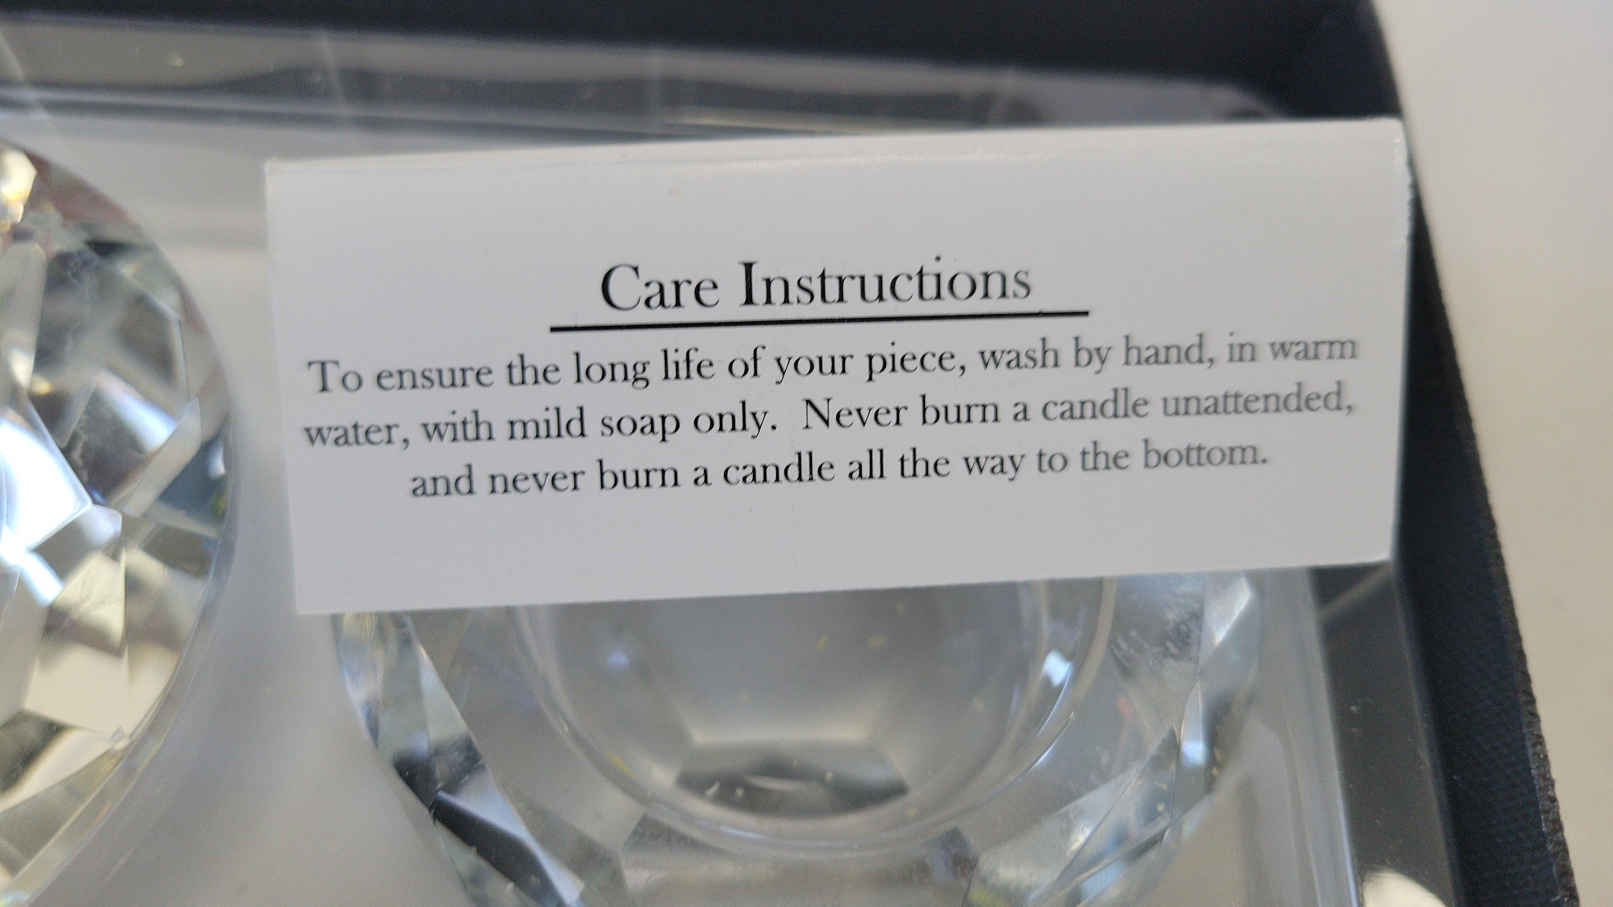 Care Instructions
To ensure the long life of your piece, wash by hand, in warm
water, with mild soap only.  Never burn a candle unattended,
and never burn a candle all the way to the bottom.